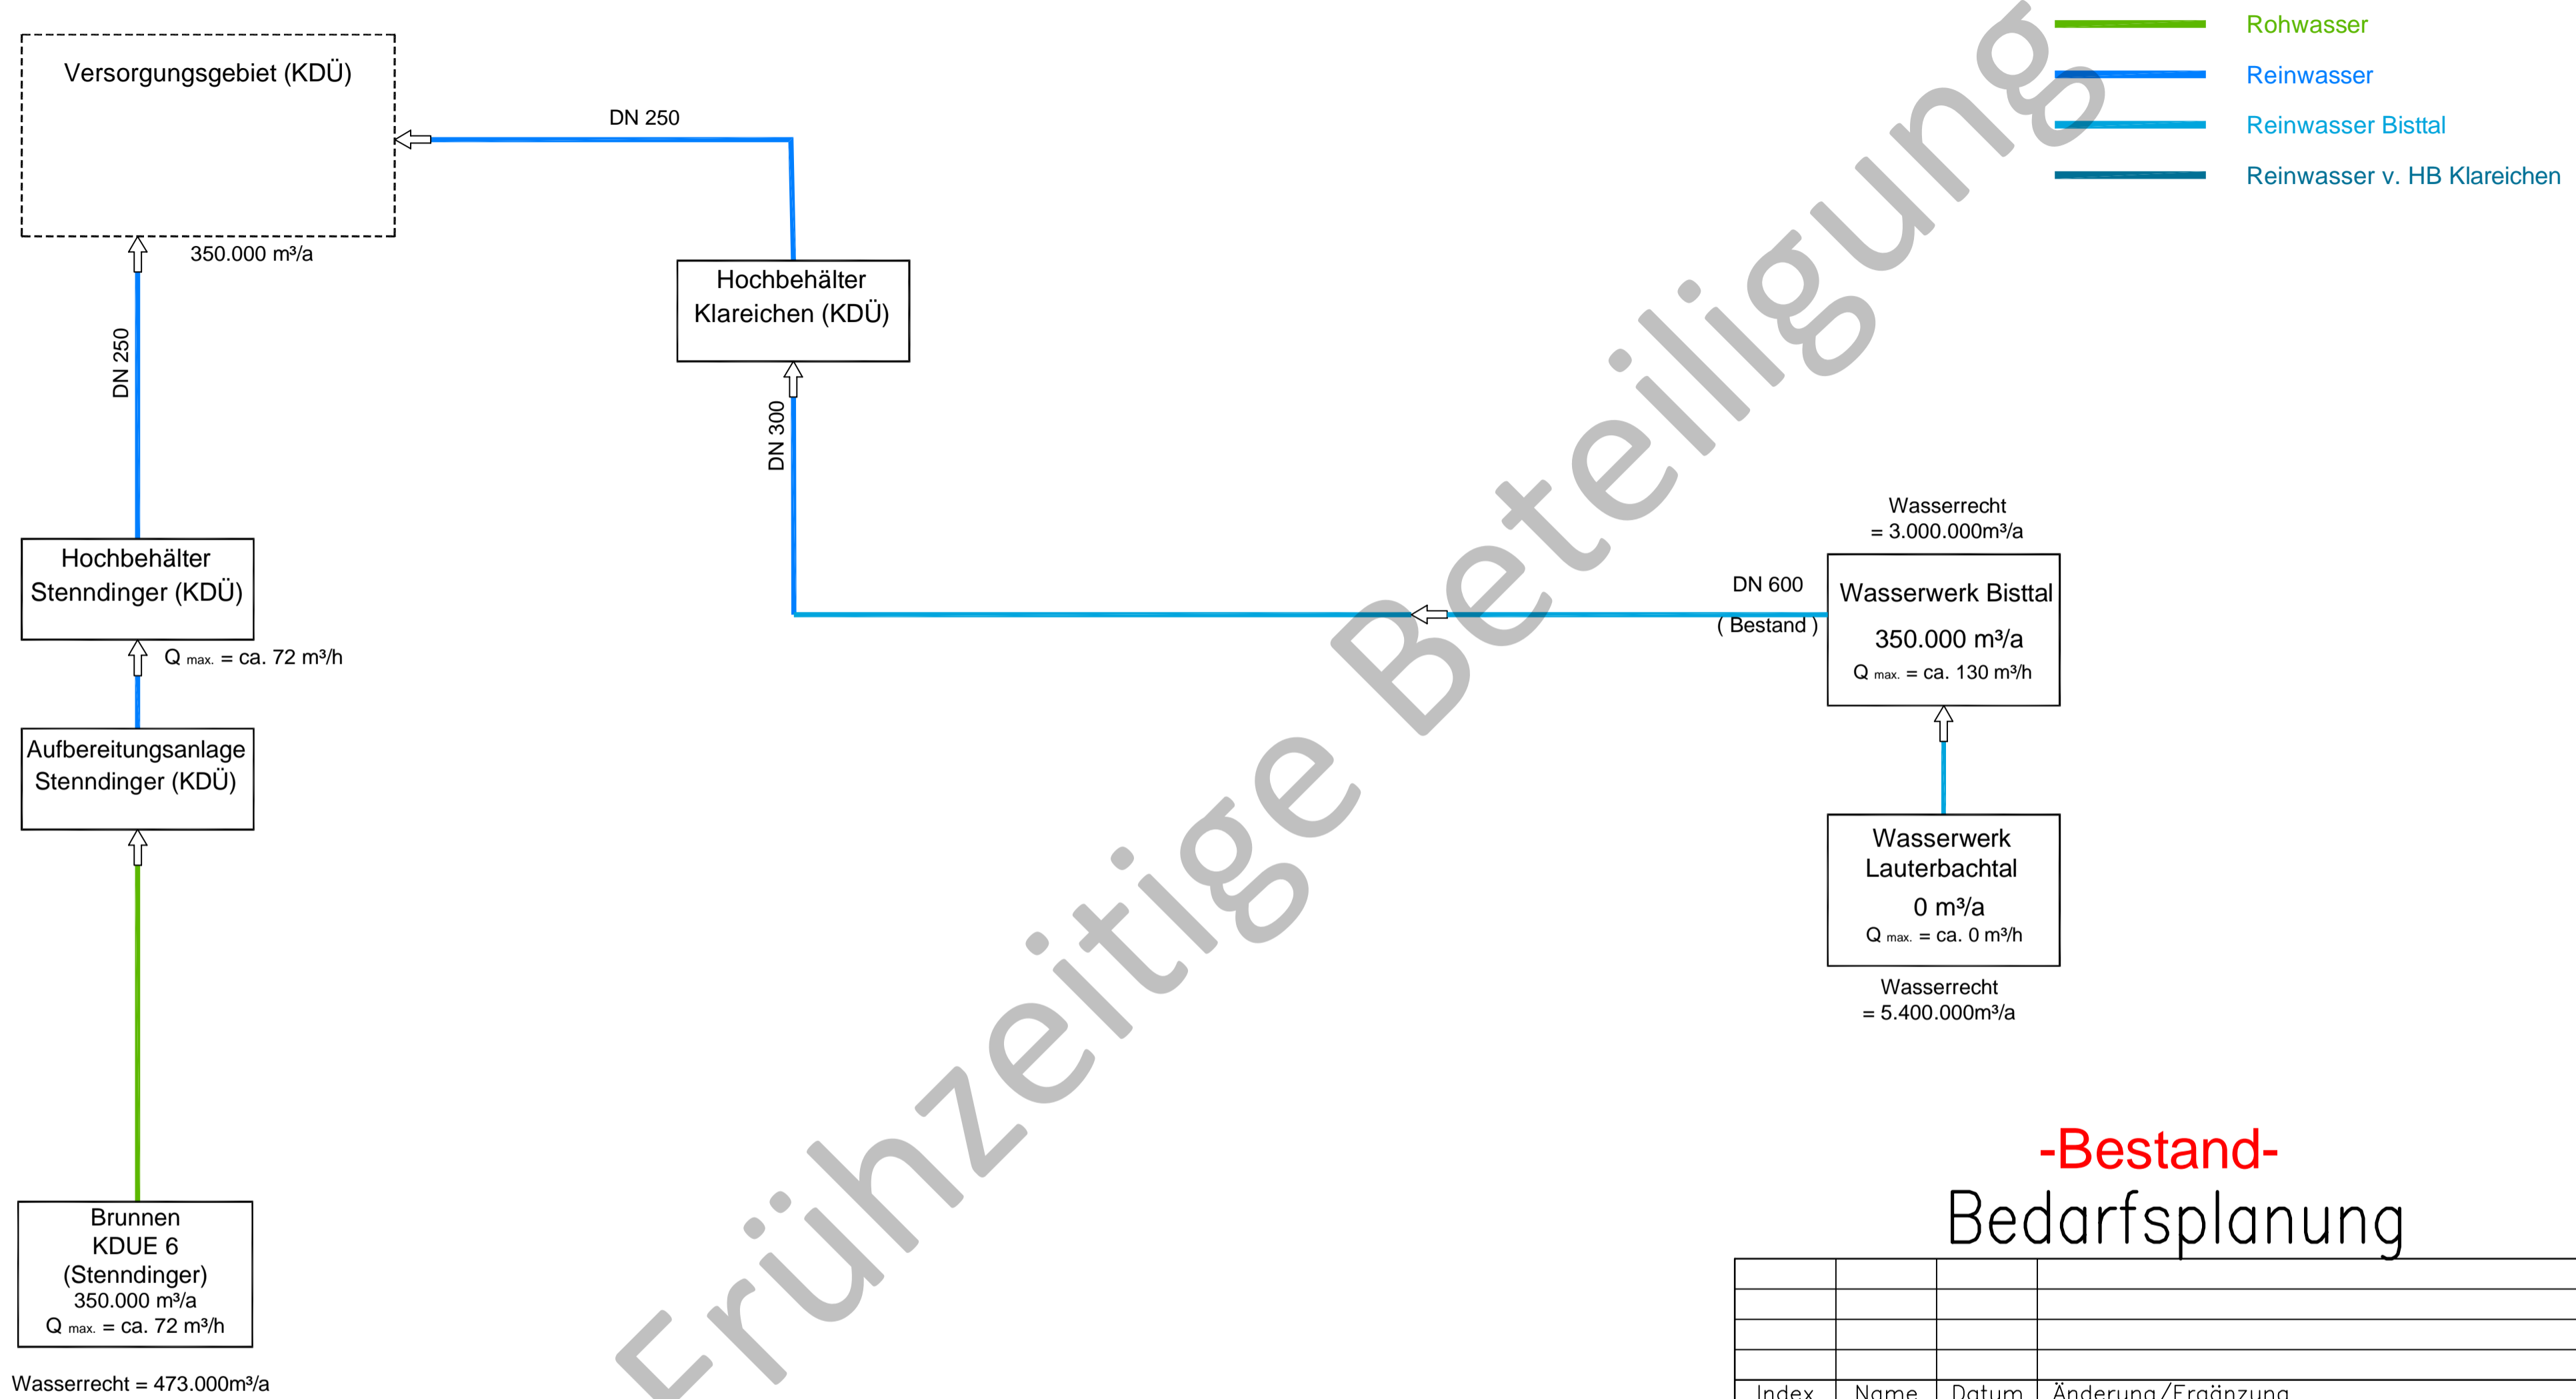 Rohwasser
Reinwasser
Reinwasser Bisttal
Reinwasser v. HB Klareichen
Versorgungsgebiet (KDÜ)
350.000 m³/a
DN 250
DN 250
Hochbehälter
Klareichen (KDÜ)
DN 300
Hochbehälter
Stenndinger (KDÜ)
Q max. = ca. 72 m³/h
Aufbereitungsanlage
Stenndinger (KDÜ)
Brunnen
KDUE 6
(Stenndinger)
350.000 m³/a
Q max. = ca. 72 m³/h
Wasserrecht = 473.000m³/a
Wasserrecht
= 3.000.000m³/a
DN 600
( Bestand )
Wasserwerk Bisttal
350.000 m³/a
Q max. = ca. 130 m³/h
Wasserwerk
Lauterbachtal
0 m³/a
Q max. = ca. 0 m³/h
Wasserrecht
= 5.400.000m³/a
Frühzeitige Beteiligung
-Bestand-
Bedarfsplanung
Index Name Datum Änderung/Ergänzung